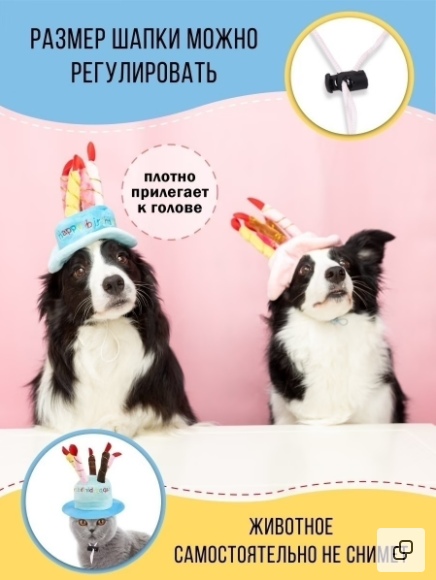 РАЗМЕР ШАПКИ МОЖНО
РЕГУЛИРОВАТЬ
плотно
прилегает
к голове
ЖИВОТНОЕ
САМОСТОЯТЕЛЬНО НЕ СНИМЕТ